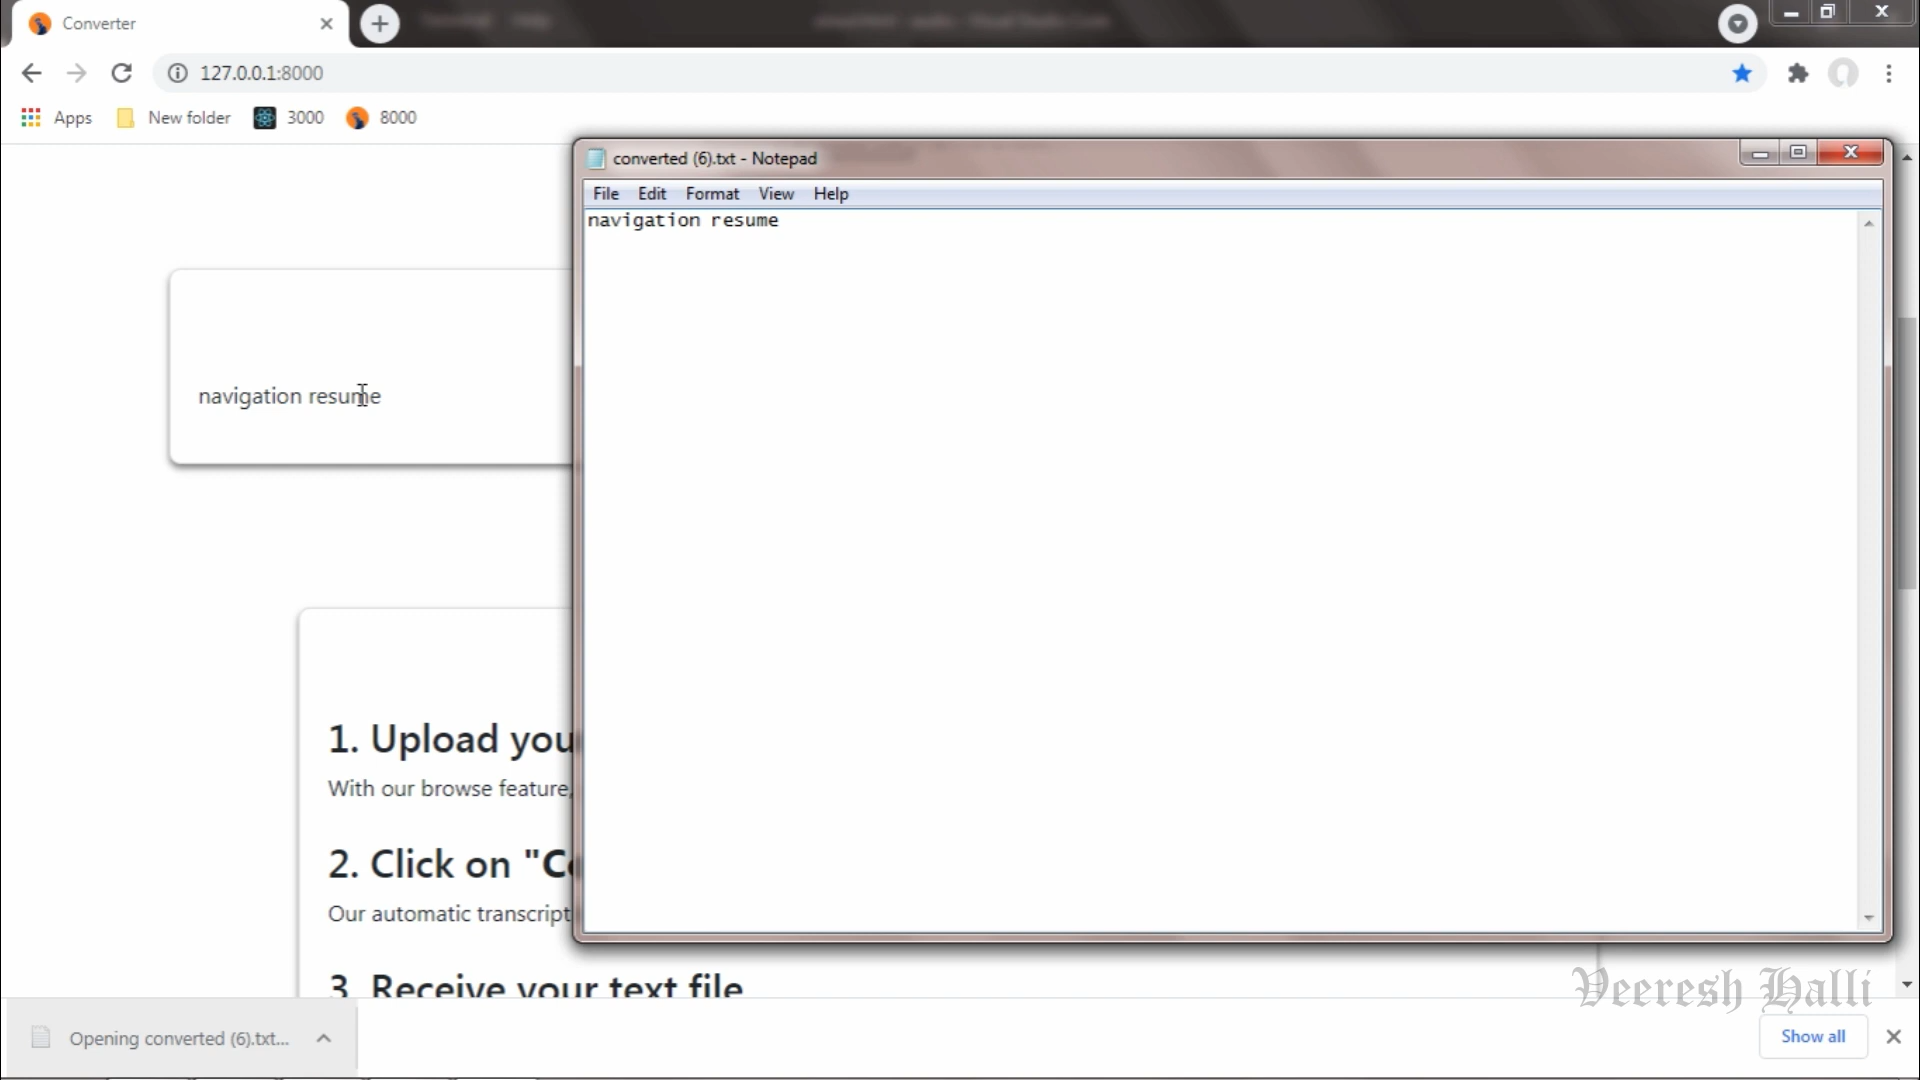 Converter
127.0.0.1:8000
Apps New folder 3000 8000
converted (6).txt - Notepad
File Edit Format View Help
navigation resume
navigation resume
1. Upload you
With our browse feature,
2. Click on "Co
Our automatic transcript
3. Receive your text file
Veeresh Halli
Opening converted (6).txt...
Show all